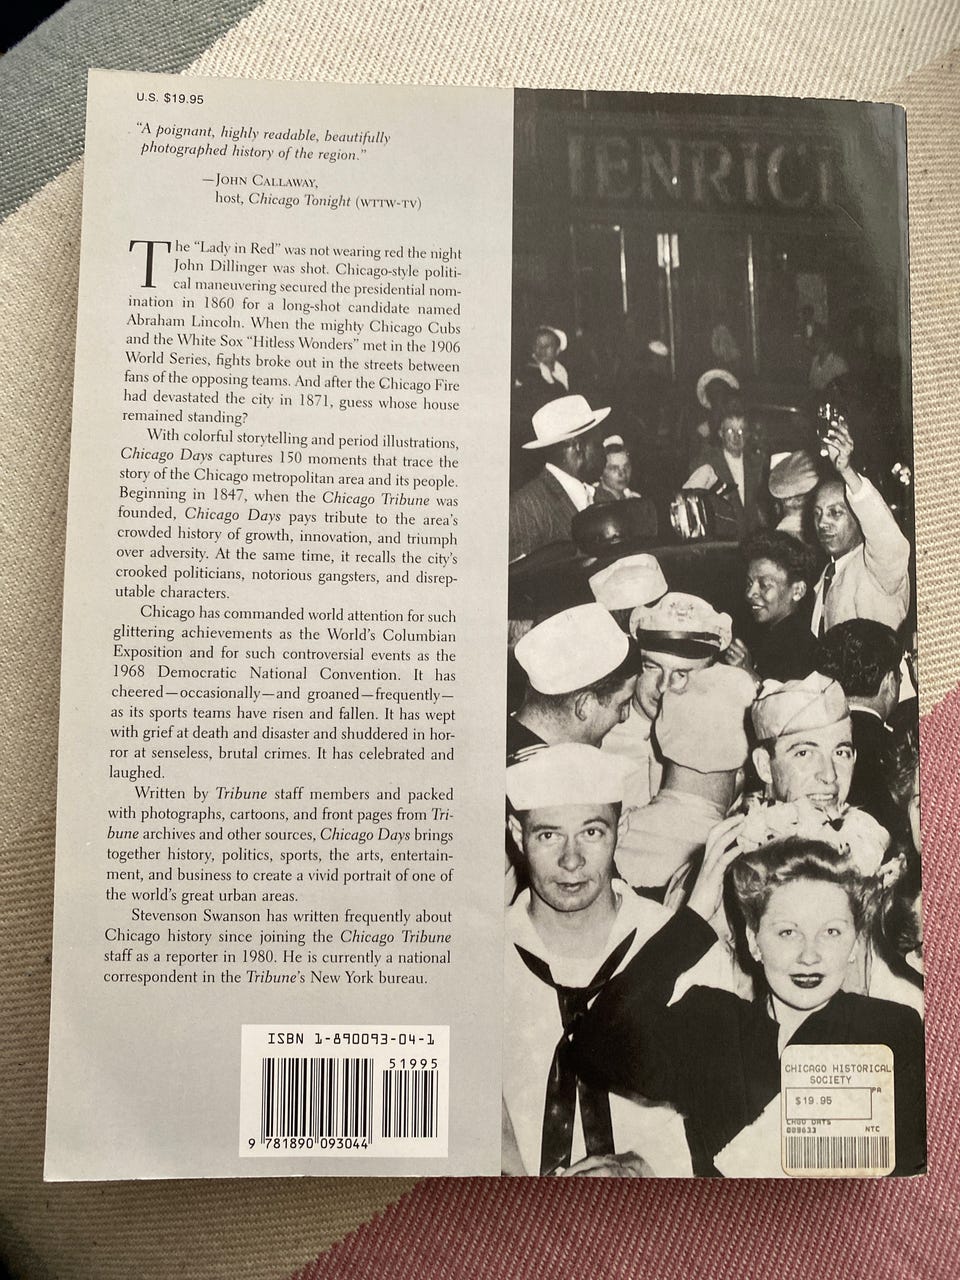 U.S. $19.95
“A poignant, highly readable, beautifully
photographed history of the region.”
—JOHN CALLAWAY,
host, Chicago Tonight (WTTW-TV)
The “Lady in Red” was not wearing red the night
John Dillinger was shot. Chicago-style politi-
cal maneuvering secured the presidential nom-
ination in 1860 for a long-shot candidate named
Abraham Lincoln. When the mighty Chicago Cubs
and the White Sox “Hitless Wonders” met in the 1906
World Series, fights broke out in the streets between
fans of the opposing teams. And after the Chicago Fire
had devastated the city in 1871, guess whose house
remained standing?
With colorful storytelling and period illustrations,
Chicago Days captures 150 moments that trace the
story of the Chicago metropolitan area and its people.
Beginning in 1847, when the Chicago Tribune was
founded, Chicago Days pays tribute to the area’s
crowded history of growth, innovation, and triumph
over adversity. At the same time, it recalls the city’s
crooked politicians, notorious gangsters, and disrep-
utable characters.
Chicago has commanded world attention for such
glittering achievements as the World’s Columbian
Exposition and for such controversial events as the
1968 Democratic National Convention. It has
cheered—occasionally—and groaned—frequently—
as its sports teams have risen and fallen. It has wept
with grief at death and disaster and shuddered in hor-
ror at senseless, brutal crimes. It has celebrated and
laughed.
Written by Tribune staff members and packed
with photographs, cartoons, and front pages from Tri-
bune archives and other sources, Chicago Days brings
together history, politics, sports, the arts, entertain-
ment, and business to create a vivid portrait of one of
the world’s great urban areas.
Stevenson Swanson has written frequently about
Chicago history since joining the Chicago Tribune
staff as a reporter in 1980. He is currently a national
correspondent in the Tribune’s New York bureau.
ISBN 1-890093-04-1
51995
9 781890 093044
ENRICI
CHICAGO HISTORICAL
SOCIETY
PA
$19.95
DAYS
NTC